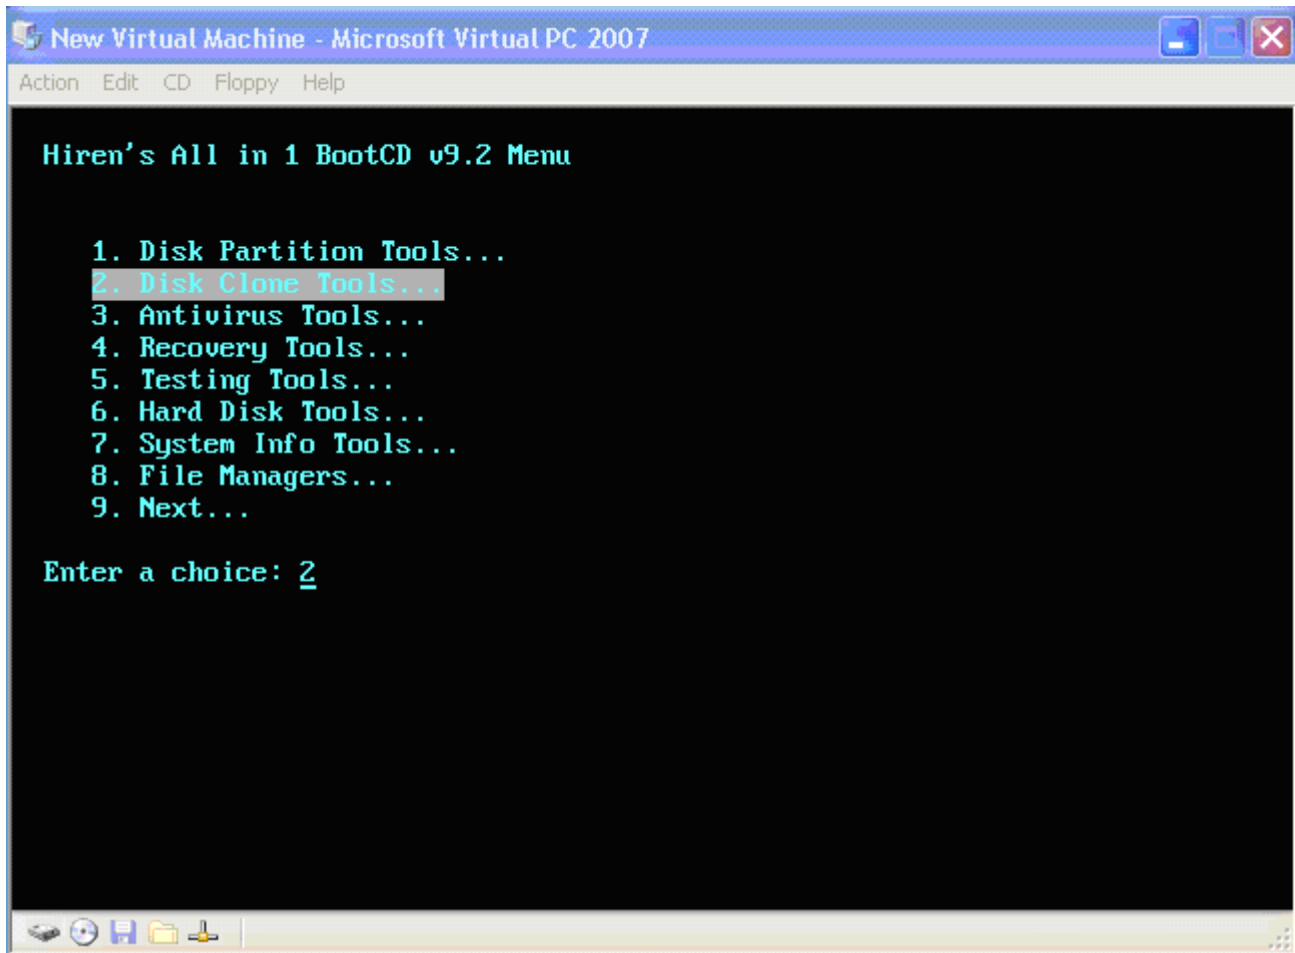 New Virtual Machine - Microsoft Virtual PC 2007
Action Edit CD Floppy Help
Hiren's All in 1 BootCD v9.2 Menu
1. Disk Partition Tools...
2. Disk Clone Tools...
3. Antivirus Tools...
4. Recovery Tools...
5. Testing Tools...
6. Hard Disk Tools...
7. System Info Tools...
8. File Managers...
9. Next...
Enter a choice: 2